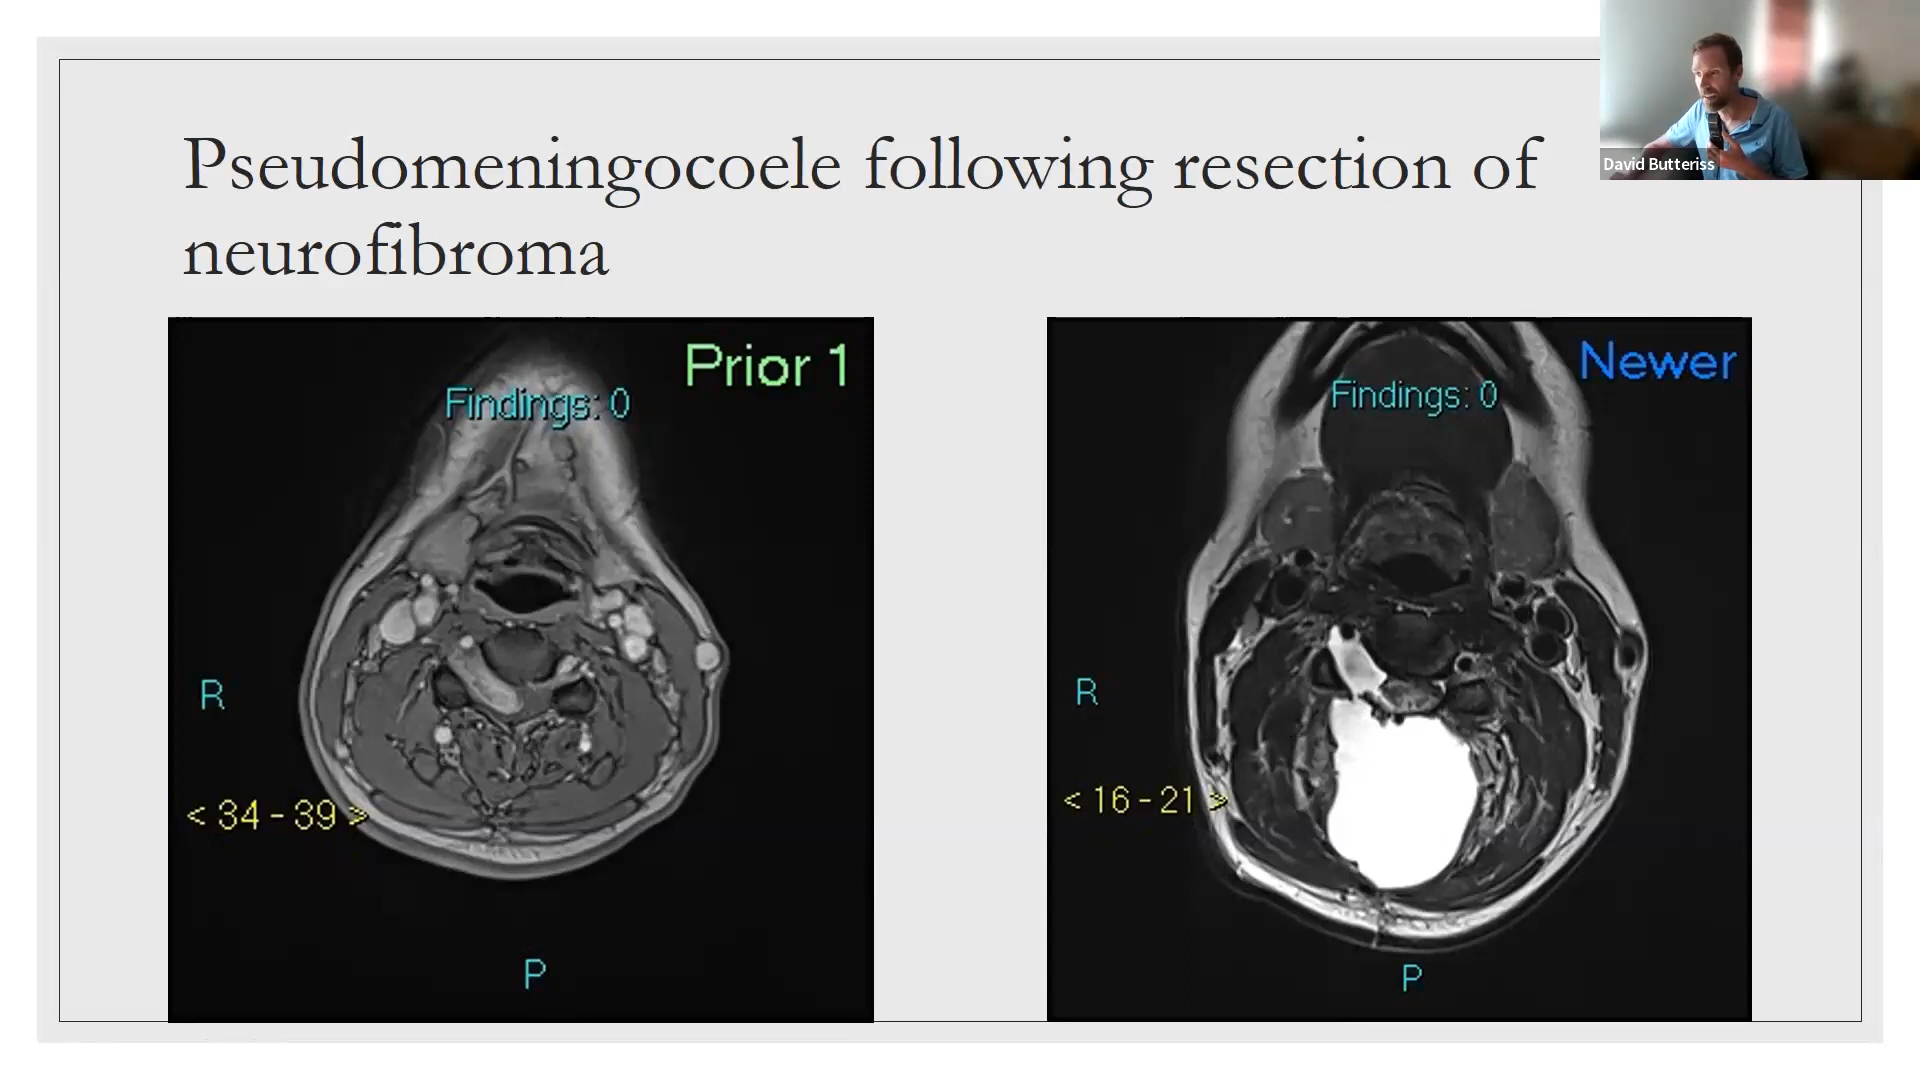 Pseudomeningocoele following resection of
neurofibroma
David Butteriss
Prior 1
Findings: 0
R
< 34 - 39 >
P
Newer
Findings: 0
R
< 16 - 21 >
P